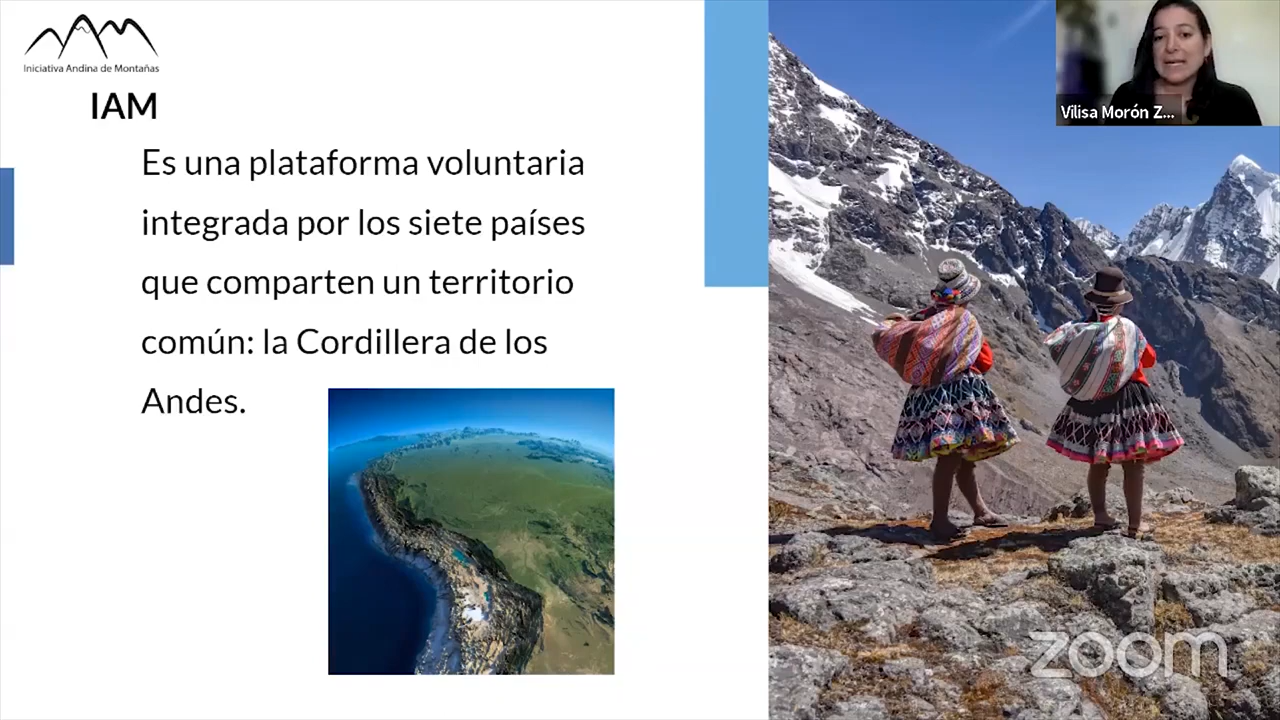 Iniciativa Andina de Montañas
IAM
Es una plataforma voluntaria
integrada por los siete países
que comparten un territorio
común: la Cordillera de los
Andes.
Vilisa Morón Z...
zoom